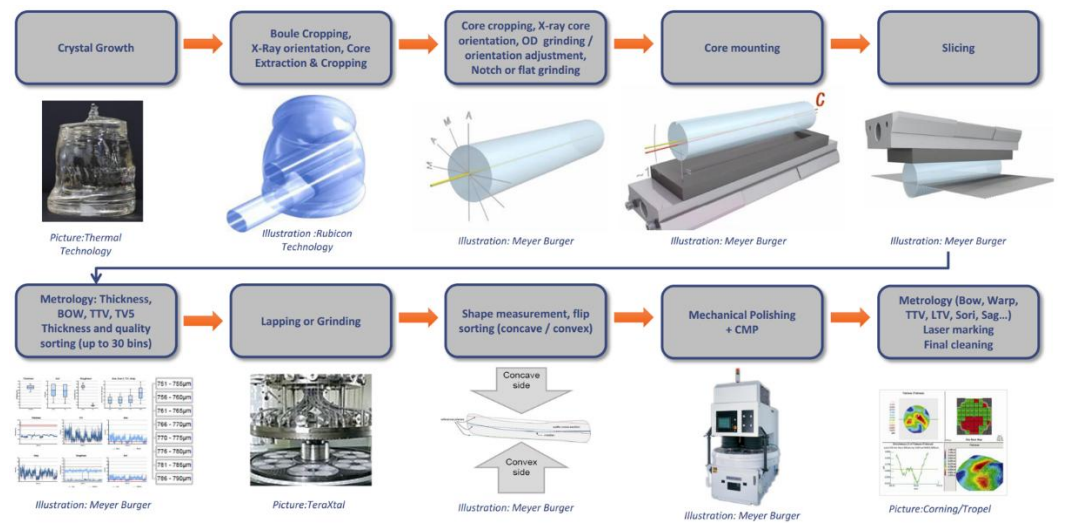 Crystal Growth
Boule Cropping,
X-Ray orientation, Core
Extraction & Cropping
Core cropping, X-ray core
orientation, OD grinding /
orientation adjustment,
Notch or flat grinding
Core mounting
Slicing
A
M
A
M
C
Picture:Thermal
Technology
Illustration :Rubicon
Technology
Illustration: Meyer Burger
Illustration: Meyer Burger
Illustration: Meyer Burger
Metrology: Thickness,
BOW, TTV, TV5
Thickness and quality
sorting (up to 30 bins)
Lapping or Grinding
Shape measurement, flip
sorting (concave / convex)
Mechanical Polishing
+ CMP
Metrology (Bow, Warp,
TTV, LTV, Sori, Sag...)
Laser marking
Final cleaning
751 - 755µm
756 - 760µm
761 - 765µm
766 - 770µm
770 - 775µm
776 - 780µm
781 - 785µm
786 - 790µm
Concave
side
Convex
side
Illustration: Meyer Burger
Picture:TeraXtal
Illustration: Meyer Burger
Illustration: Meyer Burger
Picture:Corning/Tropel